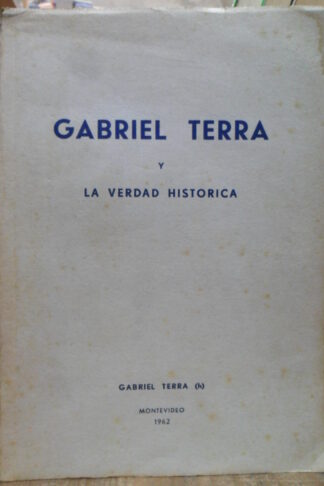 GABRIEL TERRA
Y
LA VERDAD HISTORICA
GABRIEL TERRA (h)
MONTEVIDEO
1962